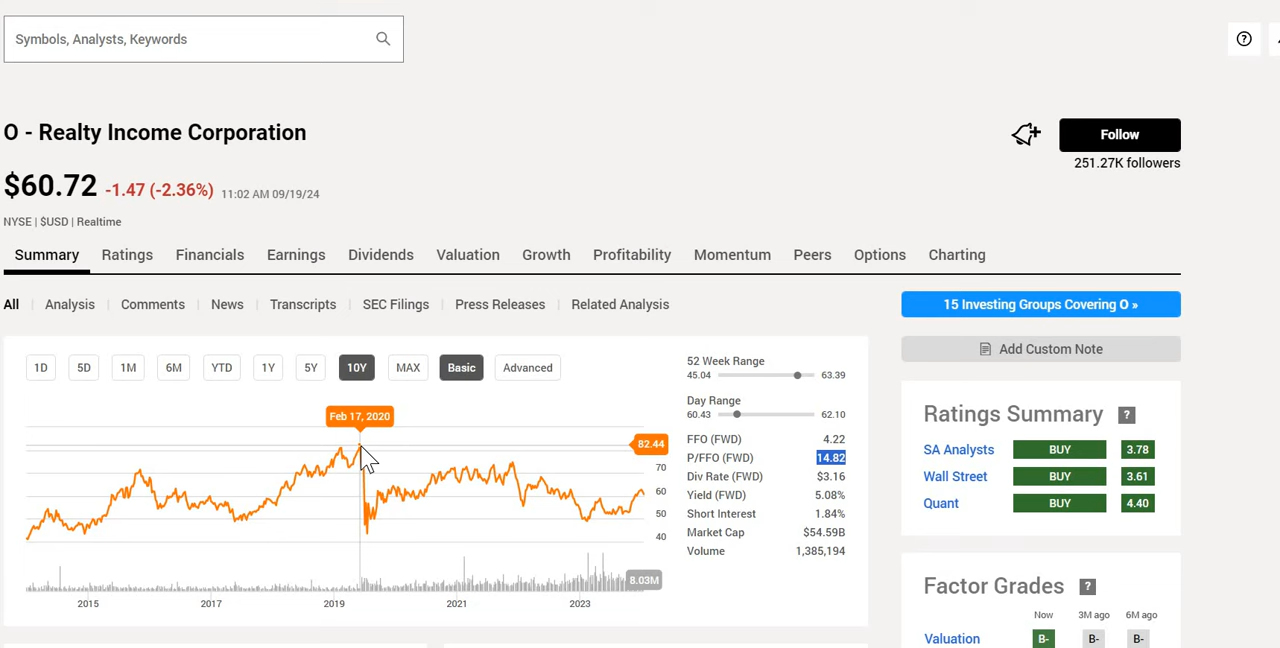 Symbols, Analysts, Keywords
O - Realty Income Corporation
Follow
$60.72 -1.47 (-2.36%) 11:02 AM 09/19/24
251.27K followers
NYSE | $USD | Realtime
Summary Ratings Financials Earnings Dividends Valuation Growth Profitability Momentum Peers Options Charting
All | Analysis | Comments | News | Transcripts | SEC Filings | Press Releases | Related Analysis
15 Investing Groups Covering O »
Add Custom Note
1D 5D 1M 6M YTD 1Y 5Y 10Y MAX Basic Advanced
Feb 17, 2020
82.44
70
60
50
40
8.03M
2015 2017 2019 2021 2023
52 Week Range
45.04 63.39
Day Range
60.43 62.10
FFO (FWD) 4.22
P/FFO (FWD) 14.82
Div Rate (FWD) $3.16
Yield (FWD) 5.08%
Short Interest 1.84%
Market Cap $54.59B
Volume 1,385,194
Ratings Summary ?
SA Analysts BUY 3.78
Wall Street BUY 3.61
Quant BUY 4.40
Factor Grades ?
Now 3M ago 6M ago
Valuation B- B- B-